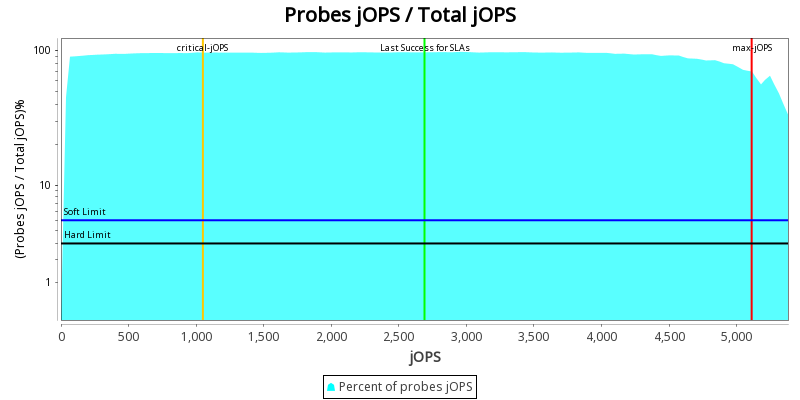 Probes jOPS / Total jOPS
(Probes jOPS / Total jOPS)%
100
10
1
critical-jOPS
Last Success for SLAs
max-jOPS
Soft Limit
Hard Limit
0 500 1,000 1,500 2,000 2,500 3,000 3,500 4,000 4,500 5,000
jOPS
Percent of probes jOPS